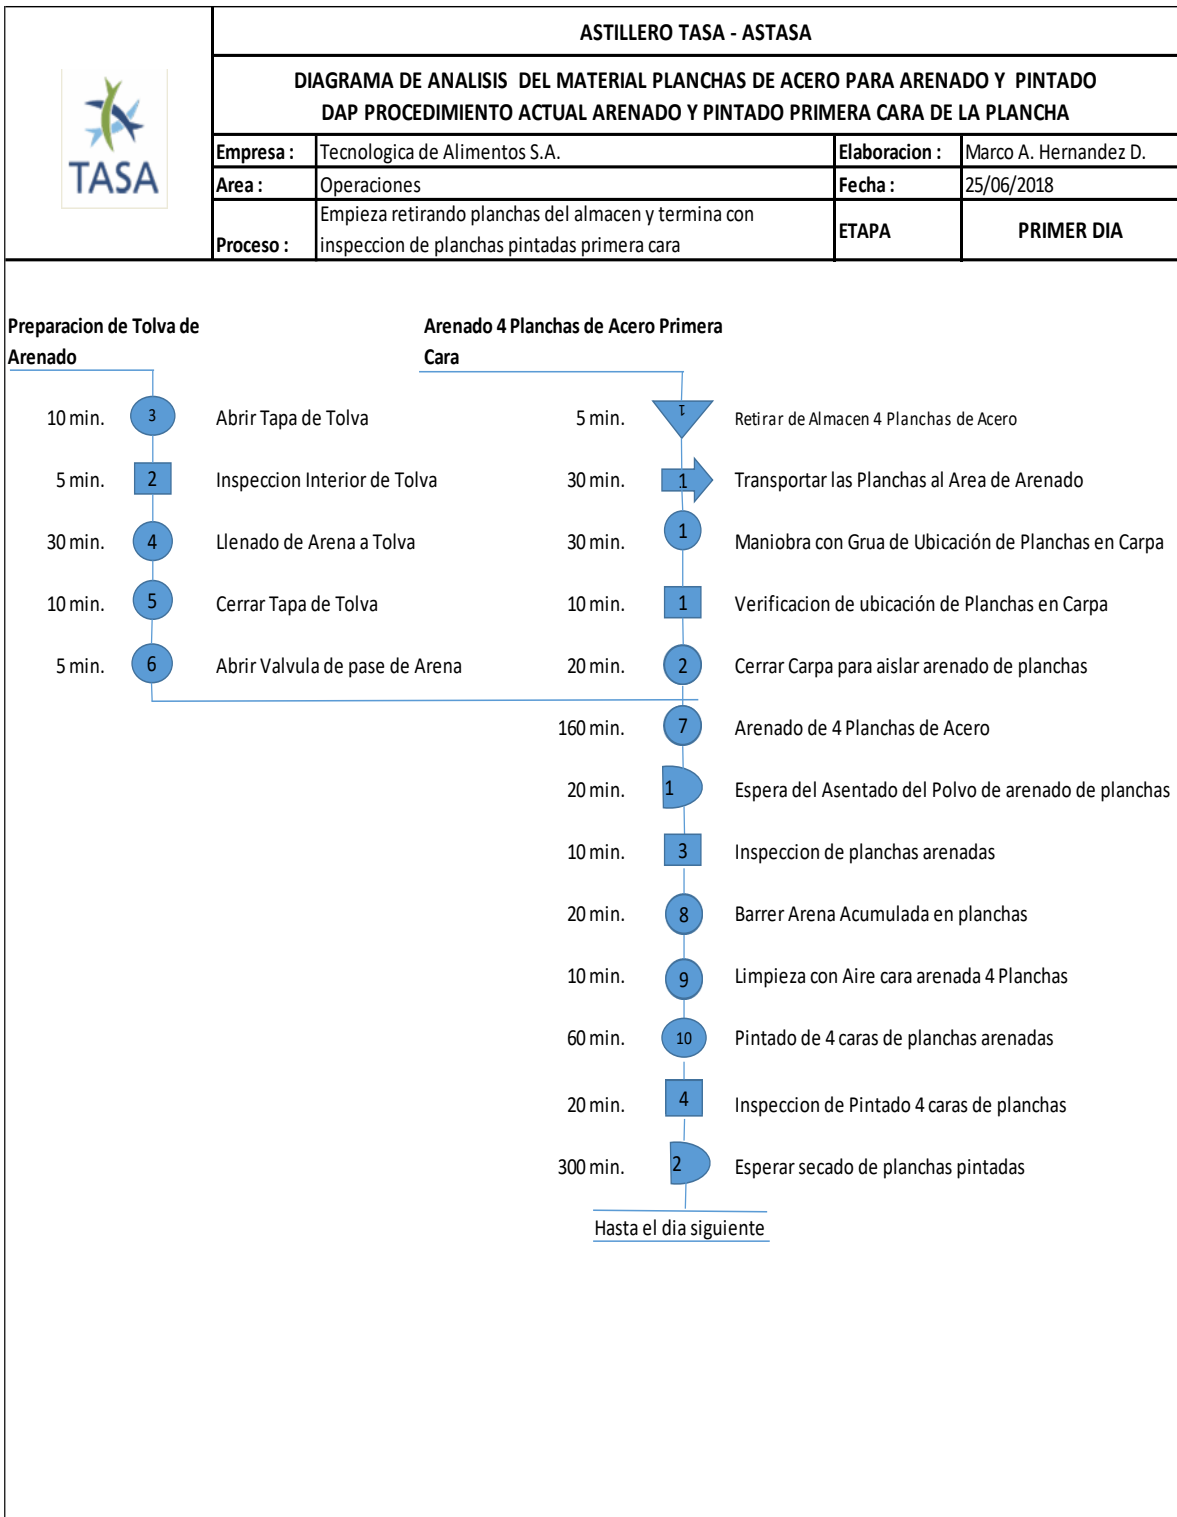 ASTILLERO TASA - ASTASA
DIAGRAMA DE ANALISIS DEL MATERIAL PLANCHAS DE ACERO PARA ARENADO Y PINTADO
DAP PROCEDIMIENTO ACTUAL ARENADO Y PINTADO PRIMERA CARA DE LA PLANCHA
TASA
Empresa : Tecnologica de Alimentos S.A. Elaboracion : Marco A. Hernandez D.
Area : Operaciones Fecha : 25/06/2018
Proceso : Empieza retirando planchas del almacen y termina con
inspeccion de planchas pintadas primera cara
ETAPA PRIMER DIA
Preparacion de Tolva de
Arenado
10 min. 3 Abrir Tapa de Tolva
5 min. 2 Inspeccion Interior de Tolva
30 min. 4 Llenado de Arena a Tolva
10 min. 5 Cerrar Tapa de Tolva
5 min. 6 Abrir Valvula de pase de Arena
Arenado 4 Planchas de Acero Primera
Cara
5 min. 1 Retirar de Almacen 4 Planchas de Acero
30 min. 1 Transportar las Planchas al Area de Arenado
30 min. 1 Maniobra con Grua de Ubicación de Planchas en Carpa
10 min. 1 Verificacion de ubicación de Planchas en Carpa
20 min. 2 Cerrar Carpa para aislar arenado de planchas
160 min. 7 Arenado de 4 Planchas de Acero
20 min. 1 Espera del Asentado del Polvo de arenado de planchas
10 min. 3 Inspeccion de planchas arenadas
20 min. 8 Barrer Arena Acumulada en planchas
10 min. 9 Limpieza con Aire cara arenada 4 Planchas
60 min. 10 Pintado de 4 caras de planchas arenadas
20 min. 4 Inspeccion de Pintado 4 caras de planchas
300 min. 2 Esperar secado de planchas pintadas
Hasta el dia siguiente